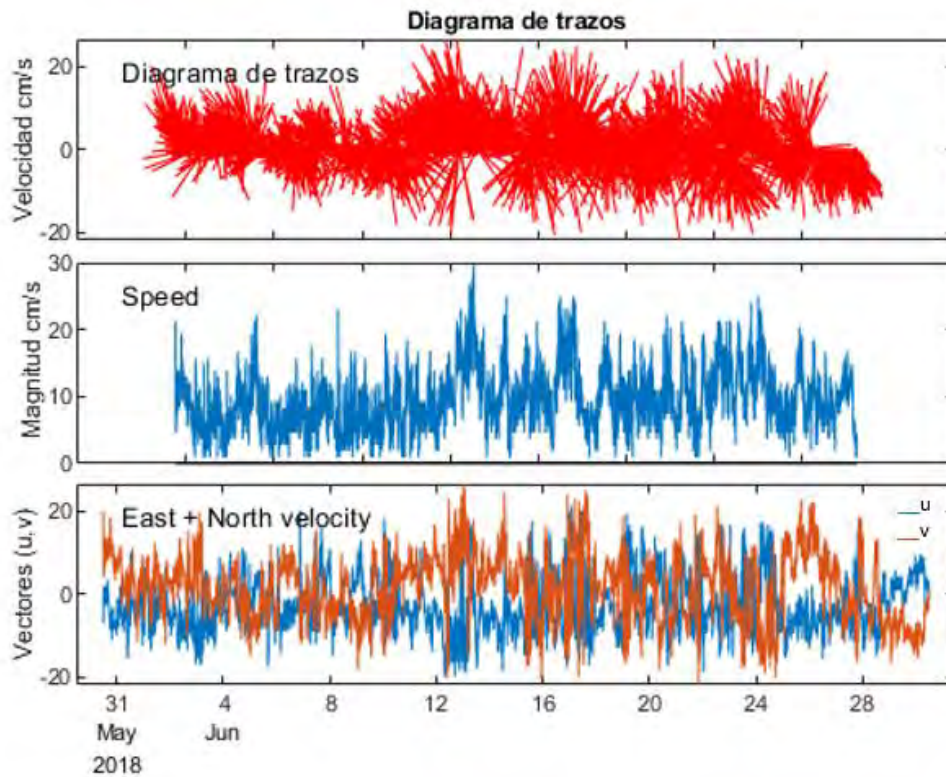 Diagrama de trazos
Diagrama de trazos
Velocidad cm/s
20
0
-20
Speed
Magnitud cm/s
30
20
10
0
East + North velocity
Vectores (u.v)
u
v
20
0
-20
31 4 8 12 16 20 24 28
May Jun
2018